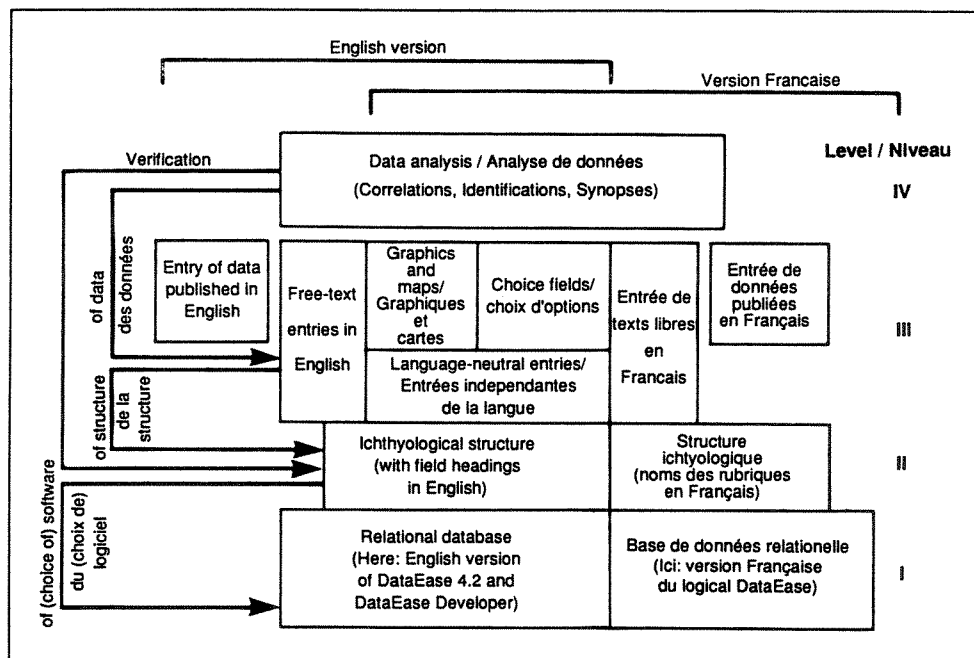 English version
Version Francaise
Level / Niveau
Verification
Data analysis / Analyse de données
(Correlations, Identifications, Synopses)
IV
of data
des données
Entry of data
published in
English
Free-text
entries in
English
Graphics
and
maps/
Graphiques
et
cartes
Choice fields/
choix d'options
Entrée de
texts libres
en
Francais
Entrée de
données
publiées
en Français
III
Language-neutral entries/
Entrées independantes
de la langue
of structure
de la
structure
Ichthyological structure
(with field headings
in English)
Structure
ichtyologique
(noms des rubriques
en Français)
II
of (choice of) software
du (choix de)
logiciel
Relational database
(Here: English version
of DataEase 4.2 and
DataEase Developer)
Base de données relationelle
(Ici: version Française
du logical DataEase)
I